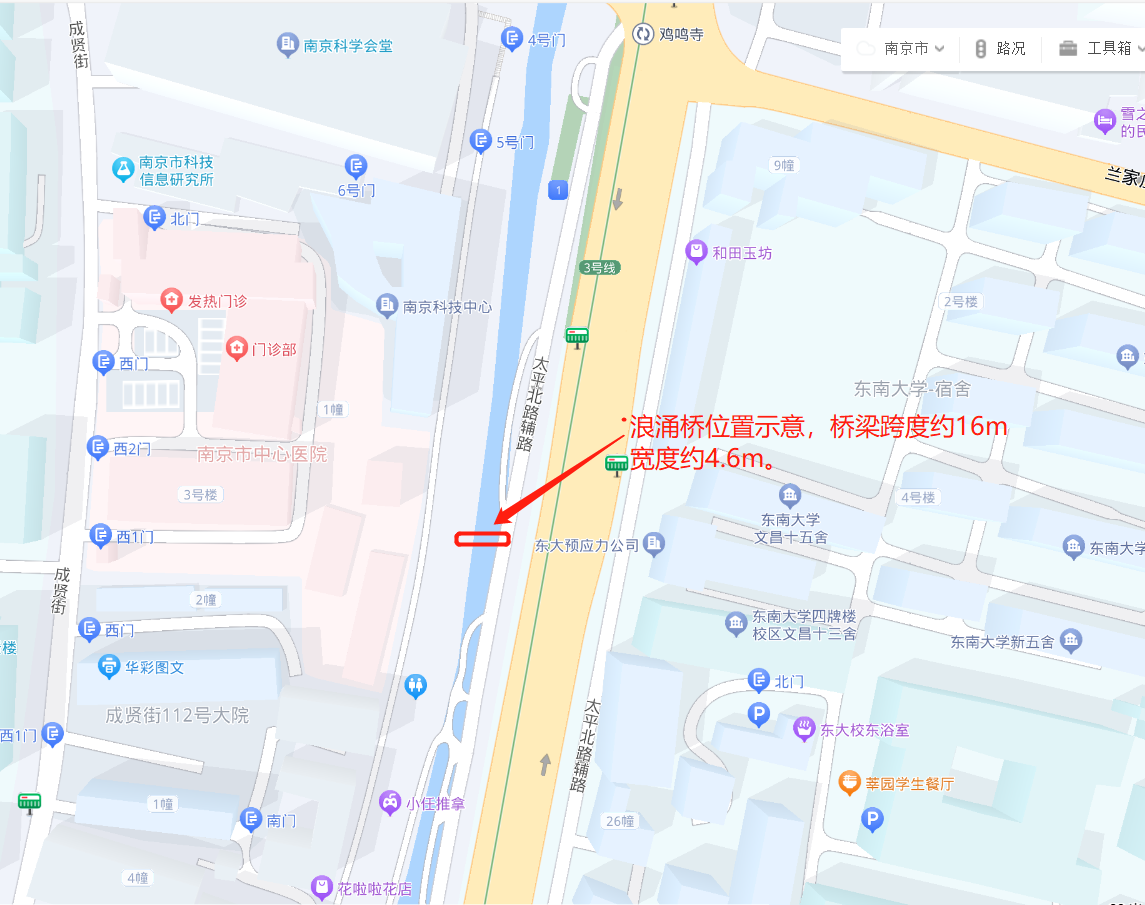 成贤街
南京科学会堂
4号门
鸡鸣寺
南京市
路况
工具箱
5号门
雪之
的民
南京市科技
信息研究所
6号门
9幢
兰家庄
1
北门
和田玉坊
3号线
发热门诊
南京科技中心
2号楼
门诊部
西门
太平北路辅路
东南大学-宿舍
1幢
浪涌桥位置示意，桥梁跨度约16m
宽度约4.6m。
西2门
南京市中心医院
3号楼
4号楼
东南大学
文昌十五舍
西1门
东大预应力公司
东南大学
成贤街
2幢
东南大学四牌楼
校区文昌十三舍
西门
东南大学新五舍
楼
华彩图文
北门
P
成贤街112号大院
太平北路辅路
东大校东浴室
西1门
莘园学生餐厅
1幢
小任推拿
南门
26幢
P
4幢
花啦啦花店